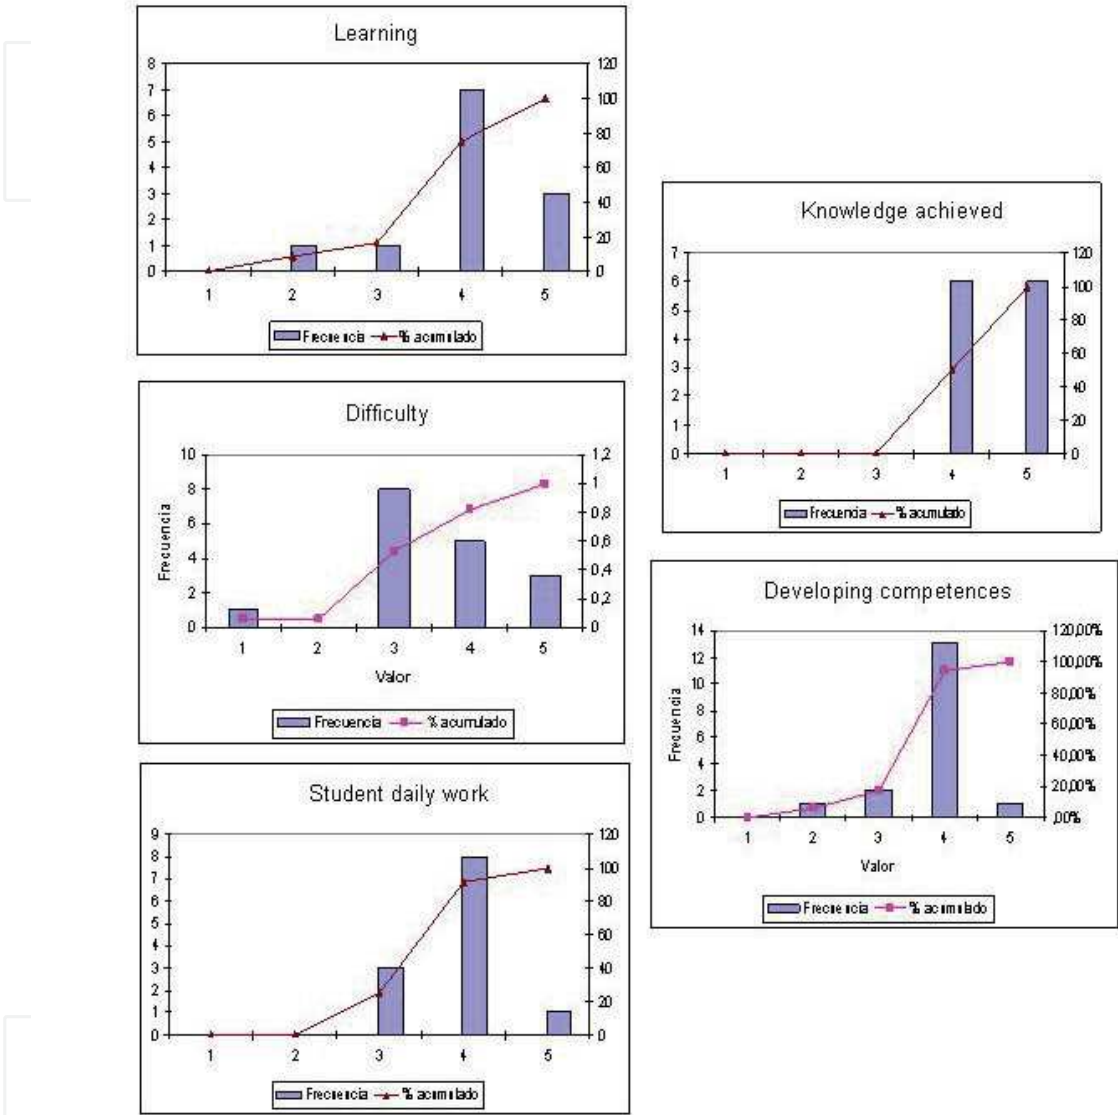 Learning
8 7 6 5 4 3 2 1 0
120 100 80 60 40 20 0
1 2 3 4 5
Frecuencia % acumulado
Knowledge achieved
7 6 5 4 3 2 1 0
120 100 80 60 40 20 0
1 2 3 4 5
Frecuencia % acumulado
Difficulty
Frecuencia
10 8 6 4 2 0
1,2 1 0,8 0,6 0,4 0,2 0
1 2 3 4 5
Valor
Frecuencia % acumulado
Developing competences
Frecuencia
14 12 10 8 6 4 2 0
120,00% 100,00% 80,00% 60,00% 40,00% 20,00% ,00%
1 2 3 4 5
Valor
Frecuencia % acumulado
Student daily work
9 8 7 6 5 4 3 2 1 0
120 100 80 60 40 20 0
1 2 3 4 5
Frecuencia % acumulado